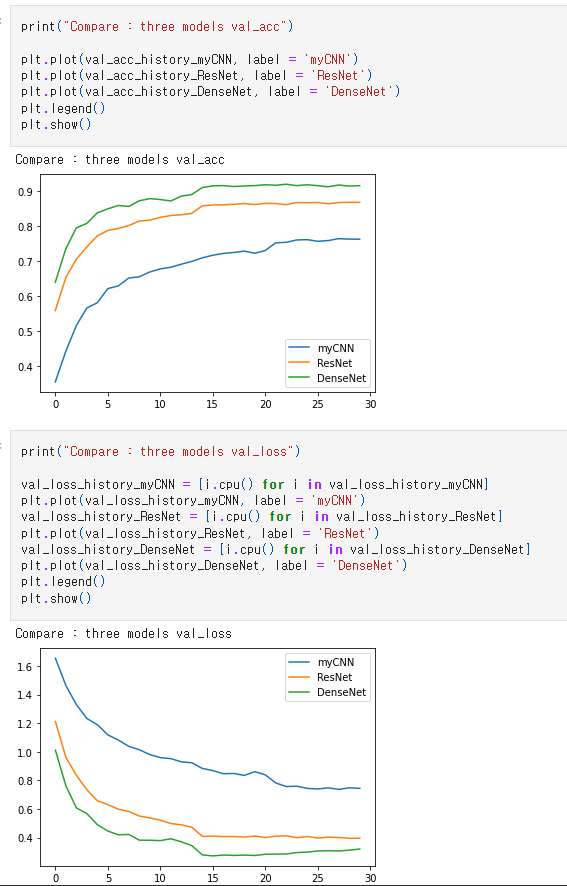 print("Compare : three models val_acc")
plt.plot(val_acc_history_myCNN, label = 'myCNN')
plt.plot(val_acc_history_ResNet, label = 'ResNet')
plt.plot(val_acc_history_DenseNet, label = 'DenseNet')
plt.legend()
plt.show()
Compare : three models val_acc
0.9
0.8
0.7
0.6
0.5
0.4
myCNN
ResNet
DenseNet
0 5 10 15 20 25 30
print("Compare : three models val_loss")
val_loss_history_myCNN = [i.cpu() for i in val_loss_history_myCNN]
plt.plot(val_loss_history_myCNN, label = 'myCNN')
val_loss_history_ResNet = [i.cpu() for i in val_loss_history_ResNet]
plt.plot(val_loss_history_ResNet, label = 'ResNet')
val_loss_history_DenseNet = [i.cpu() for i in val_loss_history_DenseNet]
plt.plot(val_loss_history_DenseNet, label = 'DenseNet')
plt.legend()
plt.show()
Compare : three models val_loss
1.6
1.4
1.2
1.0
0.8
0.6
0.4
myCNN
ResNet
DenseNet
0 5 10 15 20 25 30